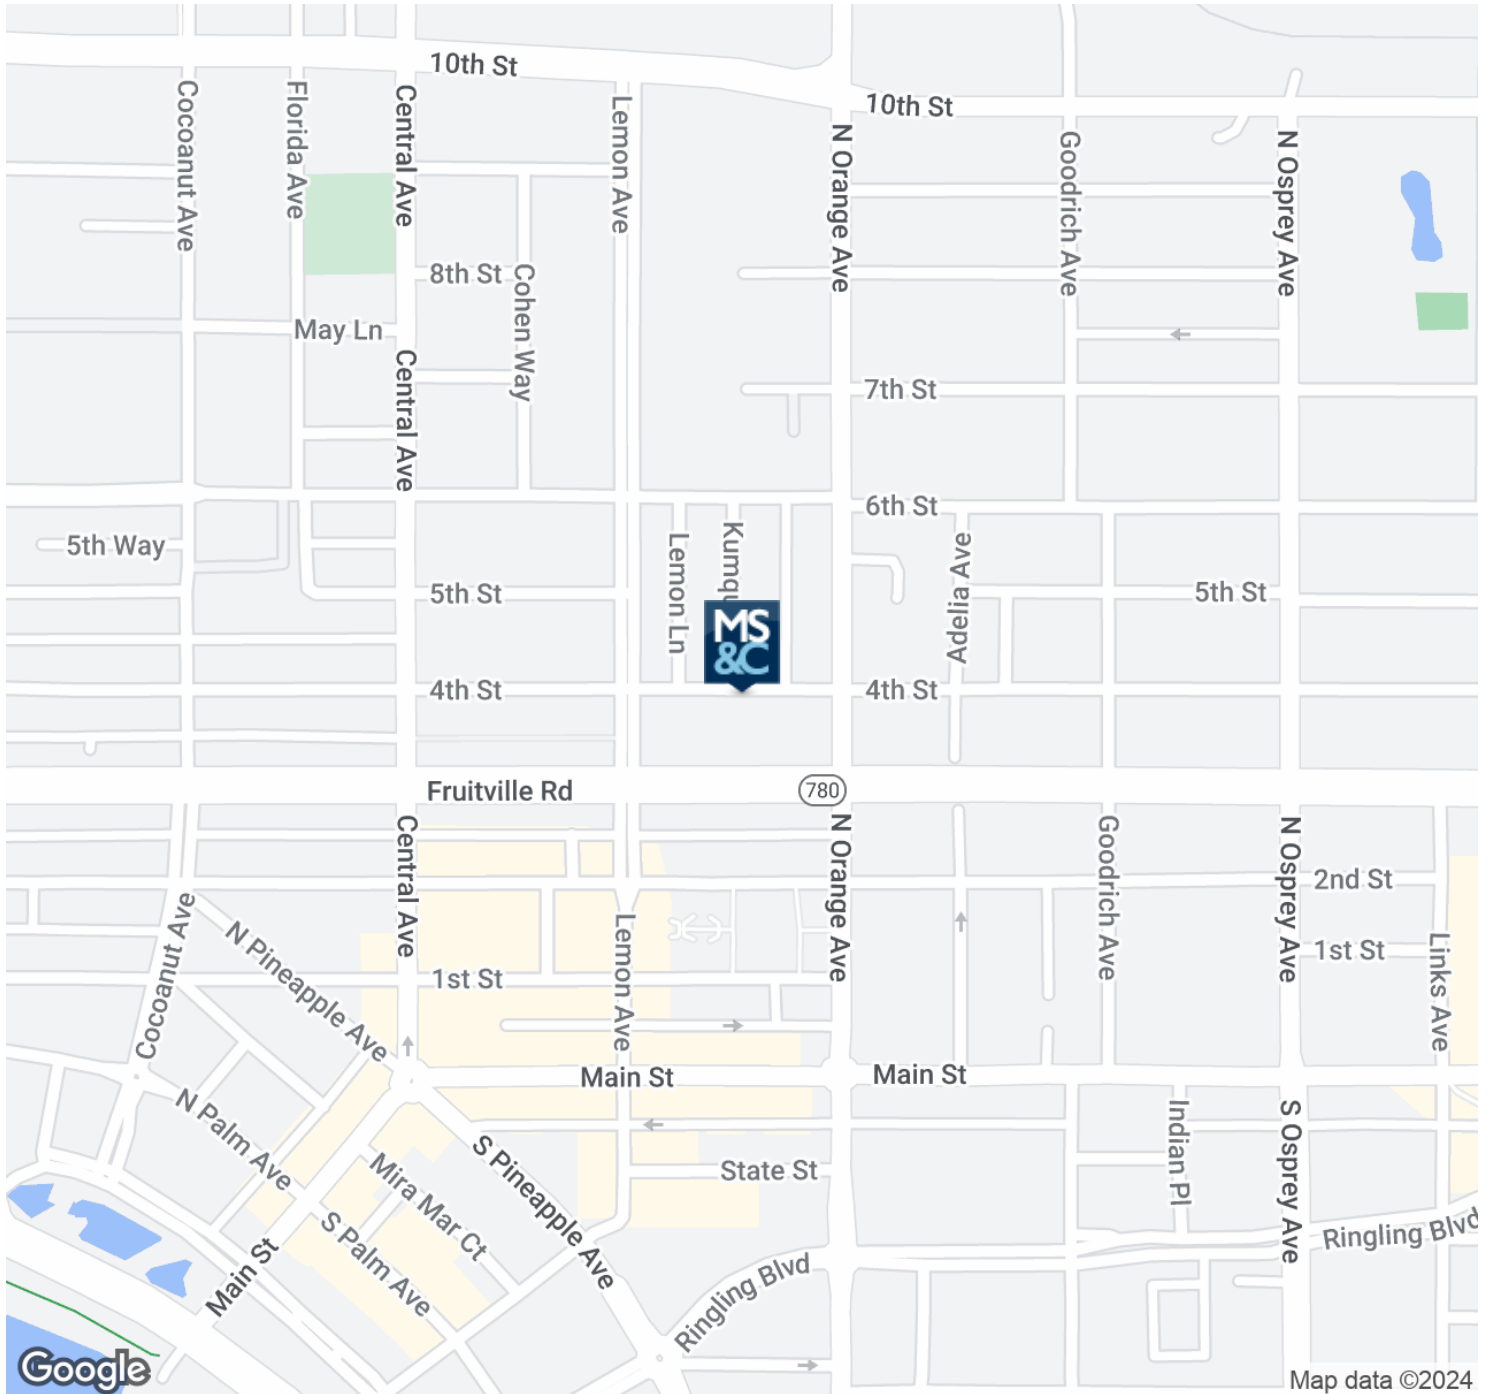 10th St
10th St
Cocoanut Ave
Florida Ave
Central Ave
Lemon Ave
N Orange Ave
Goodrich Ave
N Osprey Ave
8th St
Cohen Way
May Ln
Central Ave
7th St
6th St
5th Way
Lemon Ln
Kumqu
Adelia Ave
5th St
5th St
MS
&C
4th St
4th St
Fruitville Rd
780
Central Ave
N Orange Ave
Goodrich Ave
N Osprey Ave
2nd St
Cocoanut Ave
N Pineapple Ave
Lemon Ave
1st St
1st St
Links Ave
Main St
Main St
N Palm Ave
S Pineapple Ave
State St
Indian Pl
S Osprey Ave
Mira Mar Ct
S Palm Ave
Main St
Ringling Blvd
Ringling Blvd
Google
Map data ©2024